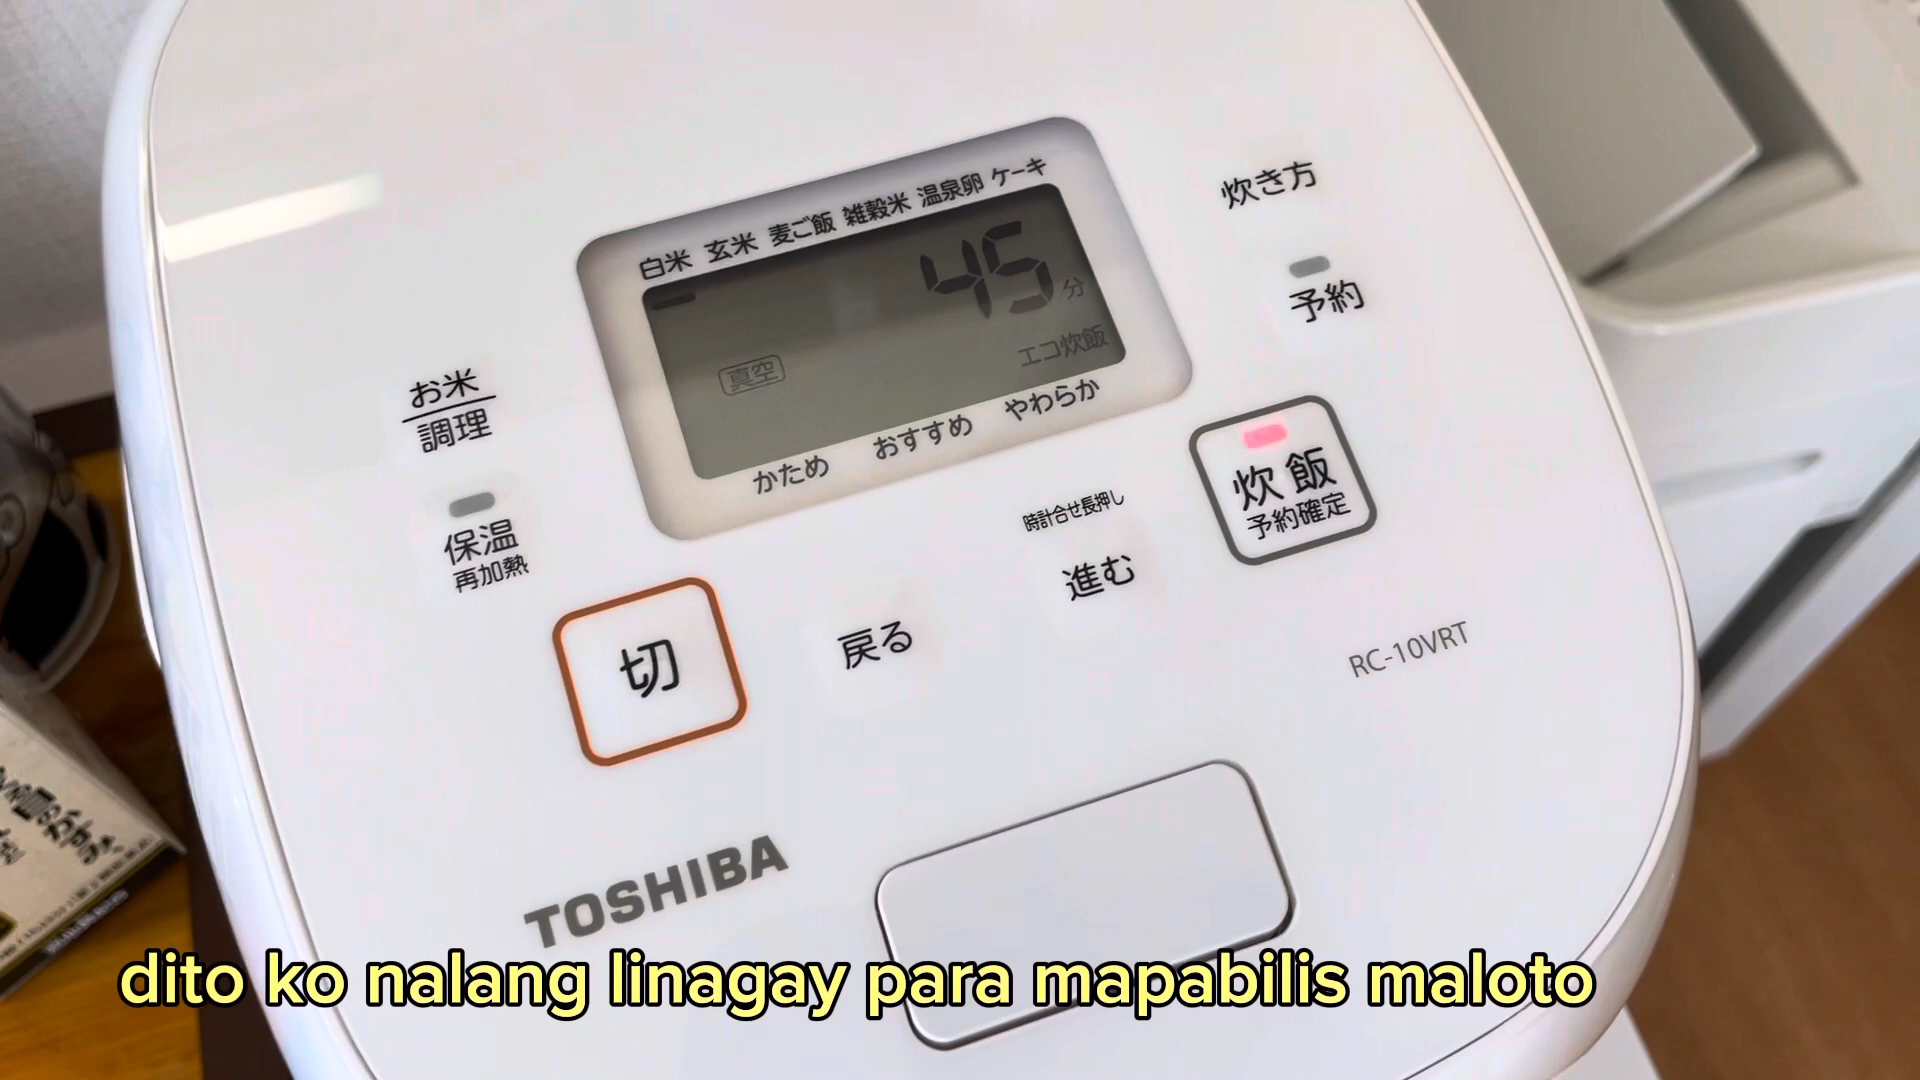 白米 玄米 麦ご飯 雑穀米 温泉卵 ケーキ
45分
真空
エコ炊飯
かため おすすめ やわらか
炊き方
予約
お米
調理
保温
再加熱
時計合せ長押し
進む
炊飯
予約確定
切
戻る
RC-10VRT
TOSHIBA
dito ko nalang linagay para mapabilis maloto